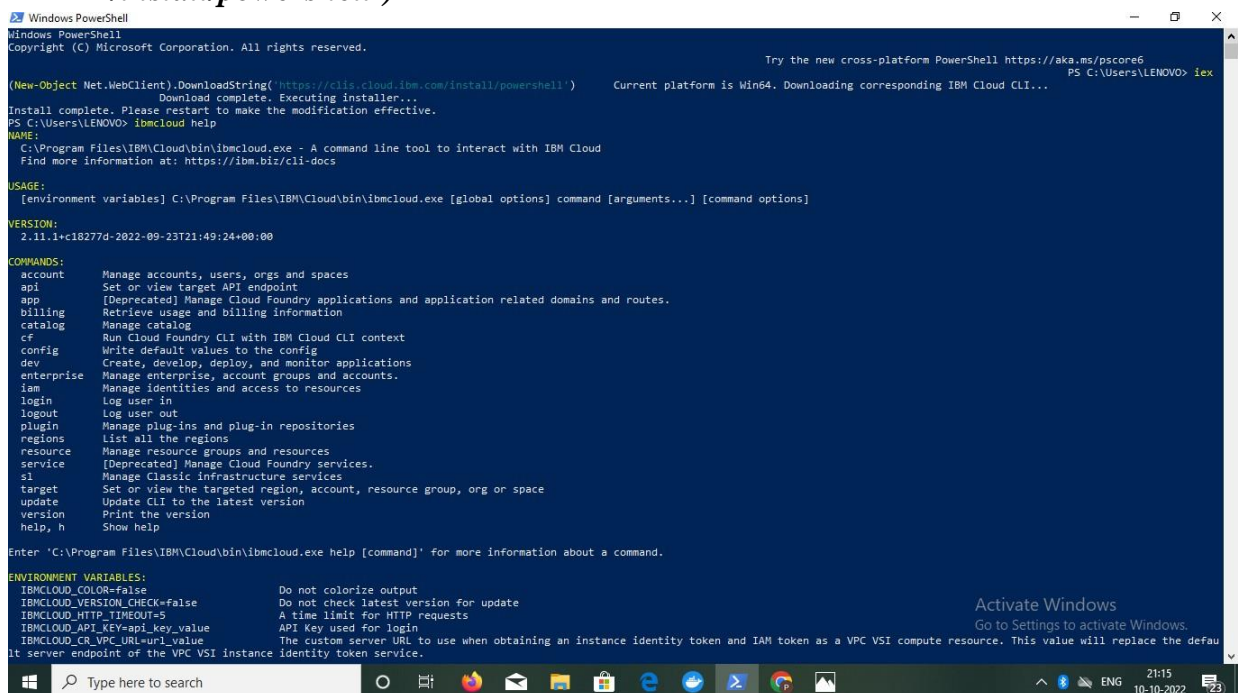 Windows PowerShell
Windows PowerShell
Copyright (C) Microsoft Corporation. All rights reserved.
Try the new cross-platform PowerShell https://aka.ms/pscore6
PS C:\Users\LENOVO> iex
(New-Object Net.WebClient).DownloadString('https://clis.cloud.ibm.com/install/powershell') Current platform is Win64. Downloading corresponding IBM Cloud CLI...
Download complete. Executing installer...
Install complete. Please restart to make the modification effective.
PS C:\Users\LENOVO> ibmcloud help
NAME:
C:\Program Files\IBM\Cloud\bin\ibmcloud.exe - A command line tool to interact with IBM Cloud
Find more information at: https://ibm.biz/cli-docs
USAGE:
[environment variables] C:\Program Files\IBM\Cloud\bin\ibmcloud.exe [global options] command [arguments...] [command options]
VERSION:
2.11.1+c18277d-2022-09-23T21:49:24+00:00
COMMANDS:
account Manage accounts, users, orgs and spaces
api Set or view target API endpoint
app [Deprecated] Manage Cloud Foundry applications and application related domains and routes.
billing Retrieve usage and billing information
catalog Manage catalog
cf Run Cloud Foundry CLI with IBM Cloud CLI context
config Write default values to the config
dev Create, develop, deploy, and monitor applications
enterprise Manage enterprise, account groups and accounts.
iam Manage identities and access to resources
login Log user in
logout Log user out
plugin Manage plug-ins and plug-in repositories
regions List all the regions
resource Manage resource groups and resources
service [Deprecated] Manage Cloud Foundry services.
sl Manage Classic infrastructure services
target Set or view the targeted region, account, resource group, org or space
update Update CLI to the latest version
version Print the version
help, h Show help
Enter 'C:\Program Files\IBM\Cloud\bin\ibmcloud.exe help [command]' for more information about a command.
ENVIRONMENT VARIABLES:
IBMCLOUD_COLOR=false Do not colorize output
IBMCLOUD_VERSION_CHECK=false Do not check latest version for update
IBMCLOUD_HTTP_TIMEOUT=5 A time limit for HTTP requests
IBMCLOUD_API_KEY=api_key_value API Key used for login
IBMCLOUD_CR_VPC_URL=url_value The custom server URL to use when obtaining an instance identity token and IAM token as a VPC VSI compute resource. This value will replace the defau
lt server endpoint of the VPC VSI instance identity token service.
Activate Windows
Go to Settings to activate Windows.
Type here to search
ENG
21:15
10-10-2022
23